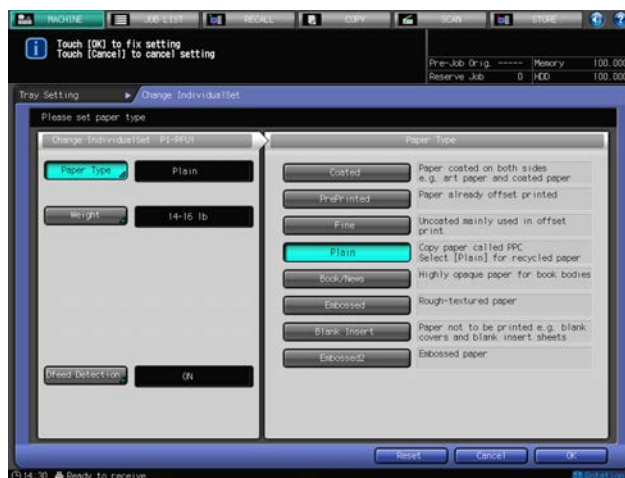 MACHINE
JOB LIST
RECALL
COPY
SCAN
STORE
Touch [OK] to fix setting
Touch [Cancel] to cancel setting
Pre-Job Orig. ----- Memory 100.000
Reserve Job 0 HDD 100.000
Tray Setting
Change IndividualSet
Please set paper type
Change IndividualSet PI-PFU1
Paper Type
Plain
Weight
14-16 lb
Dfeed Detection
ON
Paper Type
Coated
Paper coated on both sides
e.g. art paper and coated paper
PrePrinted
Paper already offset printed
Fine
Uncoated mainly used in offset
print
Plain
Copy paper called PPC
Select [Plain] for recycled paper
Book/News
Highly opaque paper for book bodies
Embossed
Rough-textured paper
Blank Insert
Paper not to be printed e.g. blank
covers and blank insert sheets
Embossed2
Embossed paper
Reset
Cancel
OK
14:30
Ready to receive
Rotation